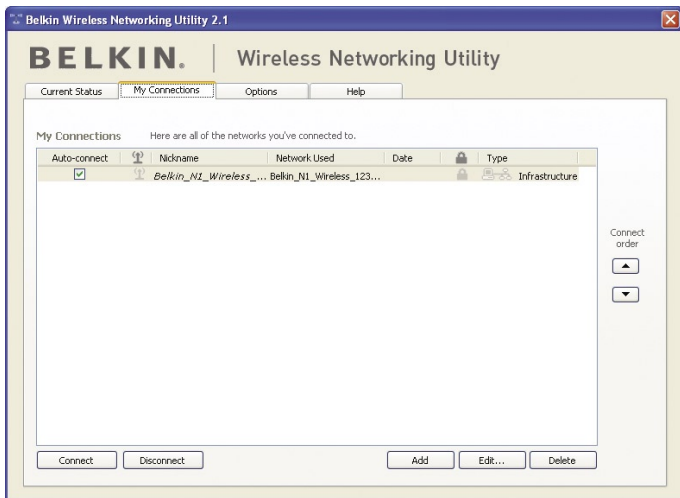 Belkin Wireless Networking Utility 2.1
BELKIN. Wireless Networking Utility
Current Status My Connections Options Help
My Connections Here are all of the networks you've connected to.
Auto-connect Nickname Network Used Date Type
Belkin_N1_Wireless_... Belkin_N1_Wireless_123... Infrastructure
Connect
order
Connect Disconnect Add Edit... Delete